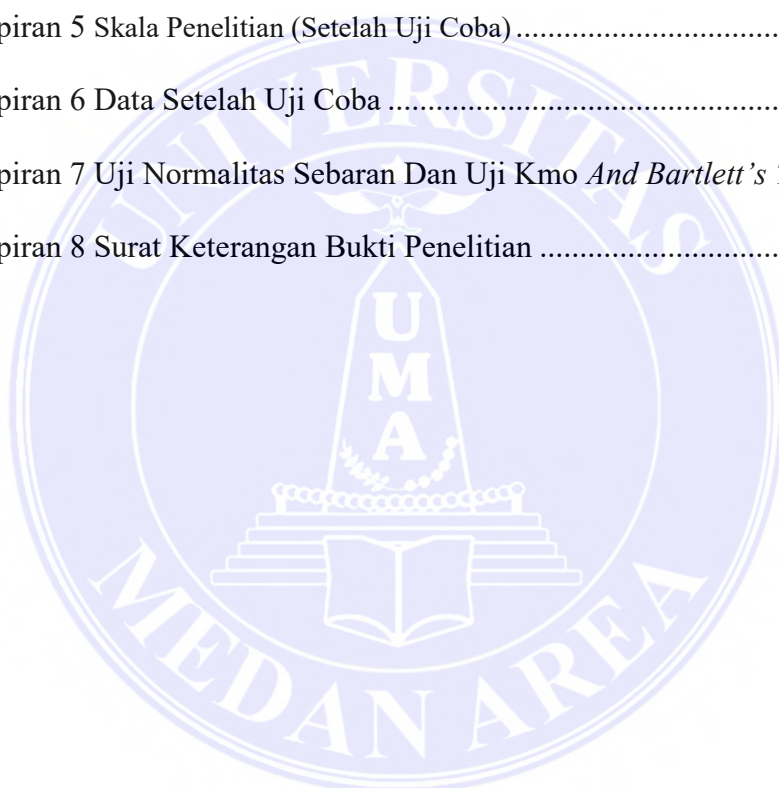 piran 5 Skala Penelitian (Setelah Uji Coba)....................................
piran 6 Data Setelah Uji Coba ....................................................
piran 7 Uji Normalitas Sebaran Dan Uji Kmo And Bartlett’s
piran 8 Surat Keterangan Bukti Penelitian ................................
UNIVERSITAS
U
M
A
MEDAN AREA